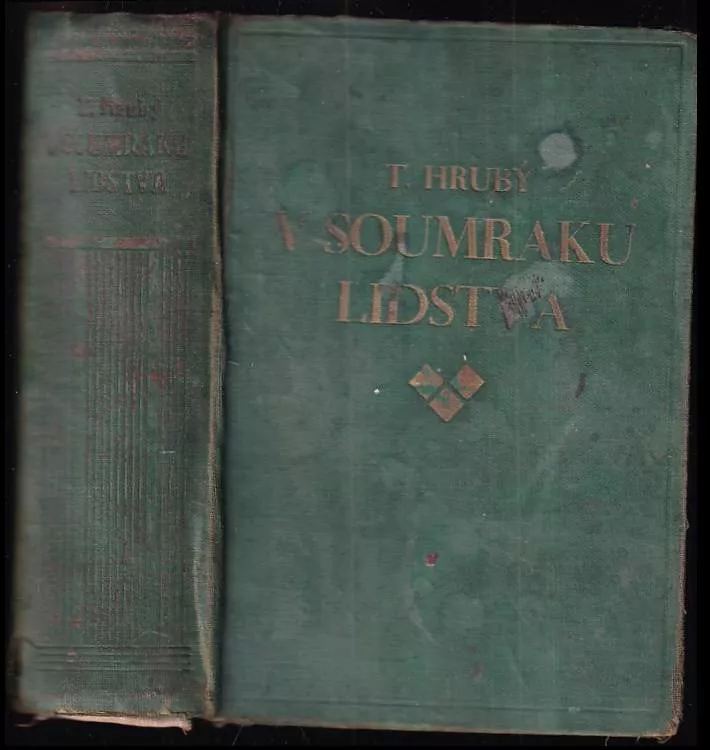 T. Hrubý
V SOUMRAKU
LIDSTVA
T. HRUBÝ
V SOUMRAKU
LIDSTVA